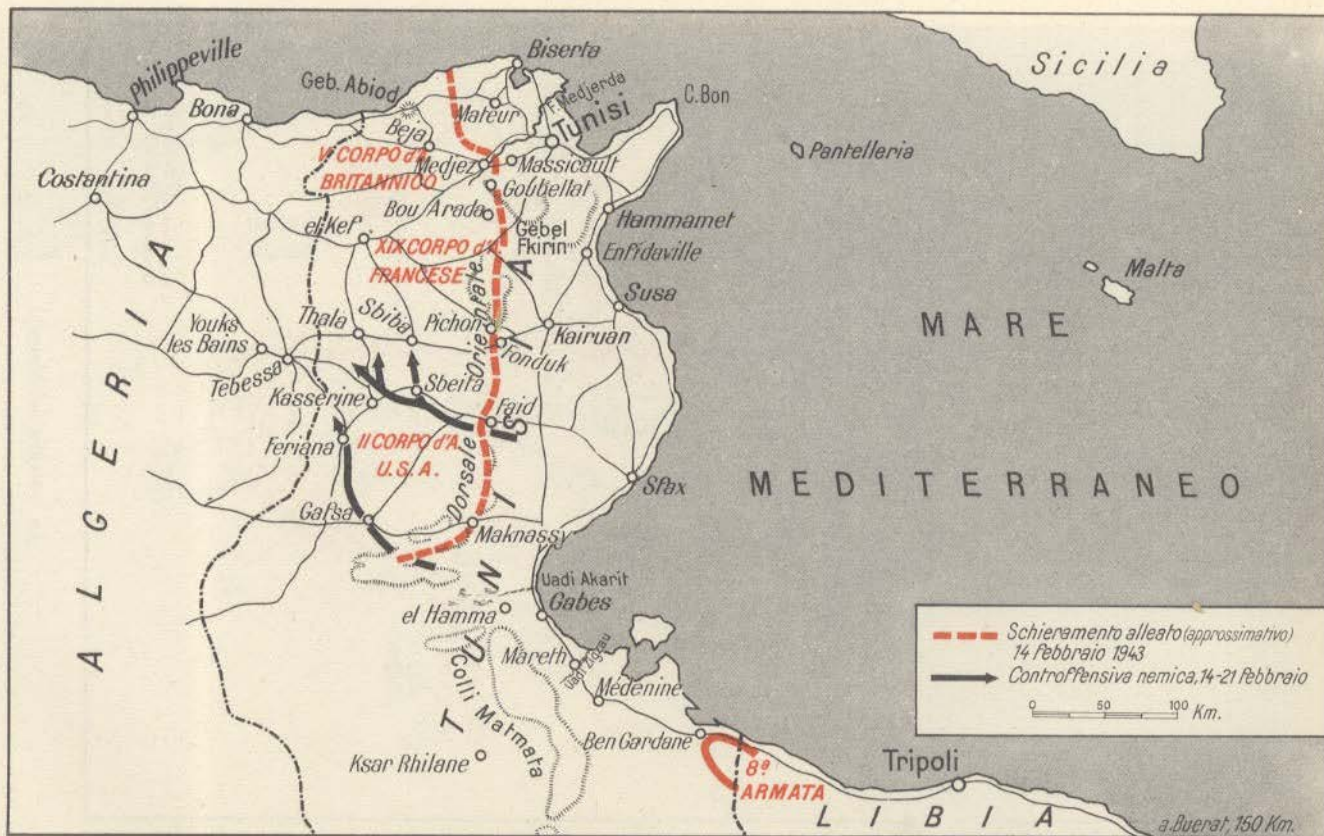 Sicilia
Philippeville
Bona
Geb. Abiod
Biserta
Mateur
F. Medjerda
Tunisi
C. Bon
Pantelleria
Beja
V CORPO d'A.
BRITANNICO
Medjez
Massicault
Goubellat
Costantina
Bou Arada
el Kef
Gebel
Fkirin
Hammamet
Enfidaville
XIX CORPO d'A.
FRANCESE
Malta
Susa
Youks
les Bains
Thala
Sbiba
Pichon
Fonduk
Kairuan
Tebessa
Kasserine
Sbeitla
Faid
Feriana
II CORPO d'A.
U.S.A.
Dorsale Orientale
Sfax
Gafsa
Maknassy
MARE
MEDITERRANEO
ALGERIA
TUNISIA
Uadi Akarit
Gabes
el Hamma
Mareth
Uadi Zigzau
Médenine
Colli Matmata
Ksar Rhilane
Ben Gardane
8ª
ARMATA
Tripoli
LIBIA
a. Buerat, 150 Km.
Schieramento alleato (approssimativo)
14 febbraio 1943
Controffensiva nemica, 14-21 febbraio
0 50 100 Km.